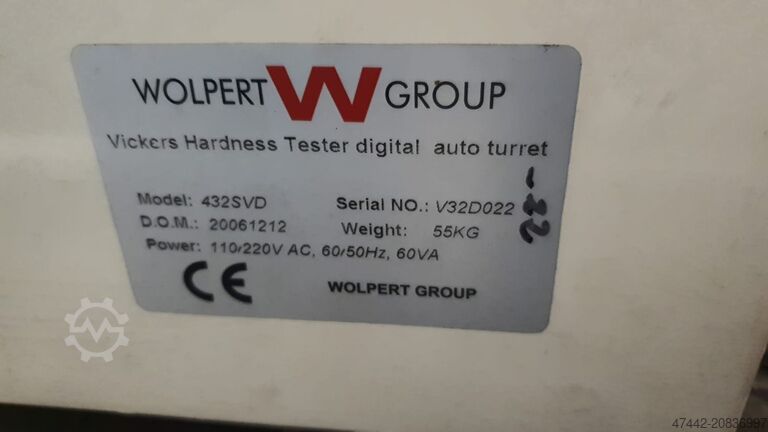 WOLPERT W GROUP
Vickers Hardness Tester digital auto turret
Model: 432SVD Serial NO.: V32D022
D.O.M.: 20061212 Weight: 55KG
Power: 110/220V AC, 60/50Hz, 60VA
CE WOLPERT GROUP
47442-20836997